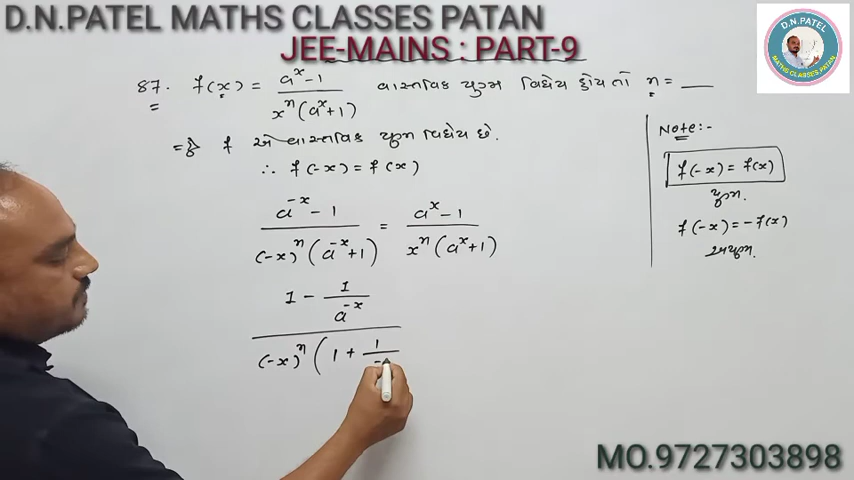 D.N.PATEL MATHS CLASSES PATAN
JEE-MAINS : PART-9
D.N.PATEL
MATHS CLASSES PATAN
87. f(x) = (a^x - 1) / (x^n (a^x + 1)) વાસ્તવિક યુગ્મ વિધેય હોય તો n = __
=> f એ વાસ્તવિક યુગ્મ વિધેય છે.
∴ f(-x) = f(x)
(a^-x - 1) / ((-x)^n (a^-x + 1)) = (a^x - 1) / (x^n (a^x + 1))
1 - 1 / a^-x
(-x)^n ( 1 + 1
Note:-
f(-x) = f(x)
યુગ્મ.
f(-x) = -f(x)
અયુગ્મ.
MO.9727303898